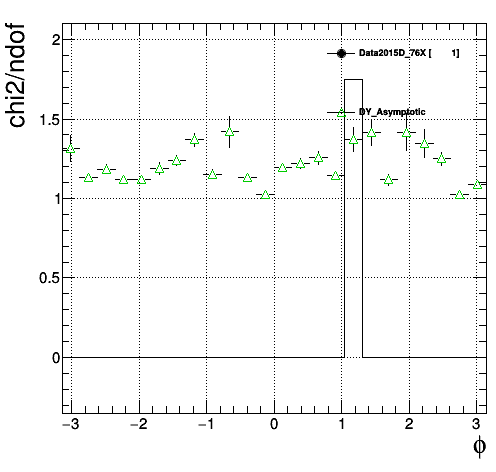 chi2/ndof
2
Data2015D_76X [ 1]
1.5
DY_Asymptotic
1
0.5
0
−3 −2 −1 0 1 2 3
ϕ